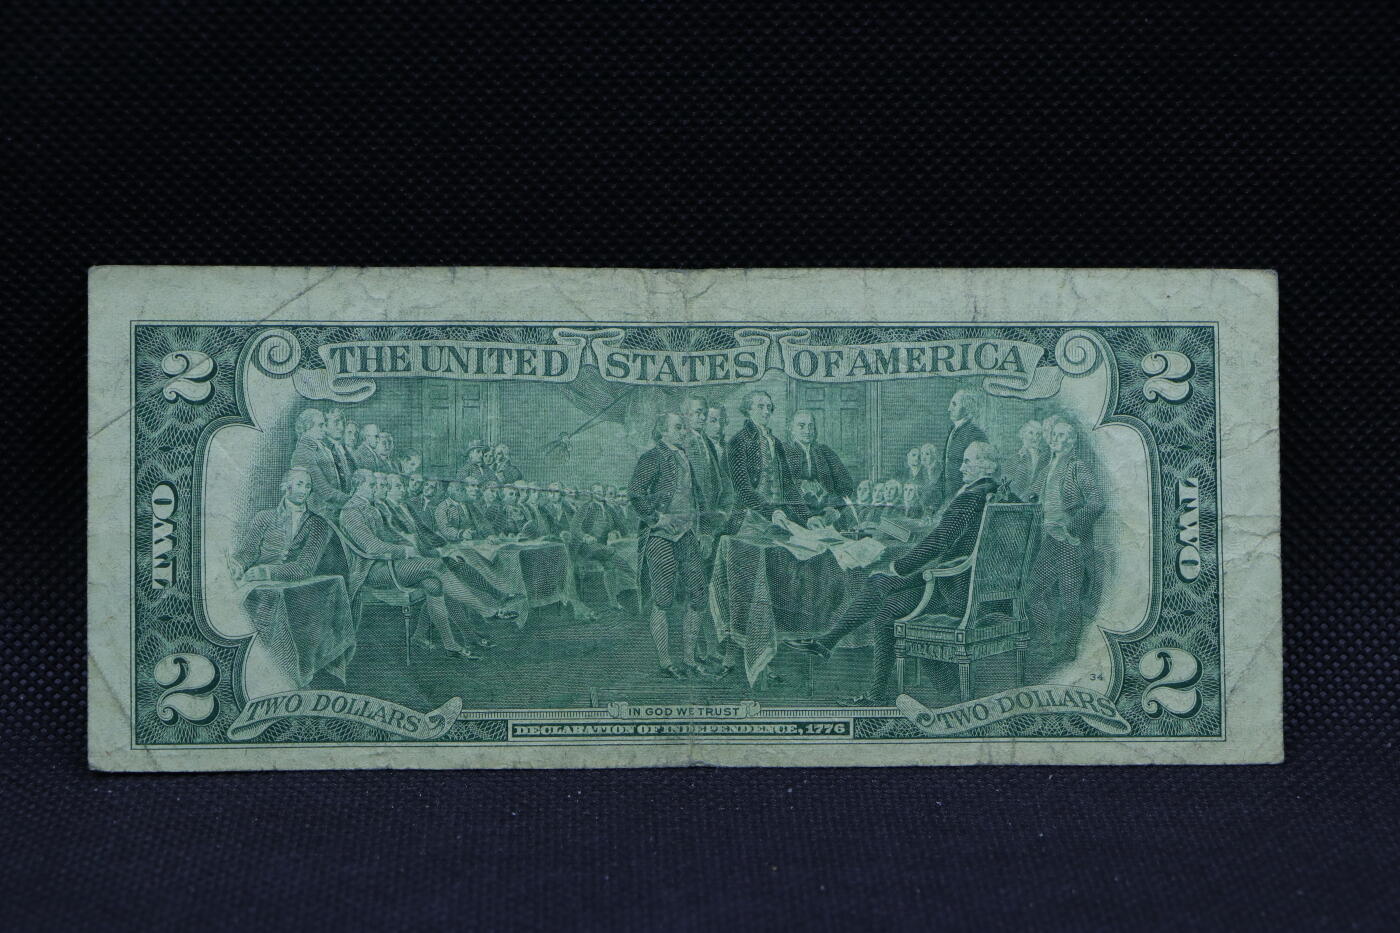 THE UNITED STATES OF AMERICA
2 2
TWO TWO
2 2
34
TWO DOLLARS TWO DOLLARS
IN GOD WE TRUST
DECLARATION OF INDEPENDENCE, 1776